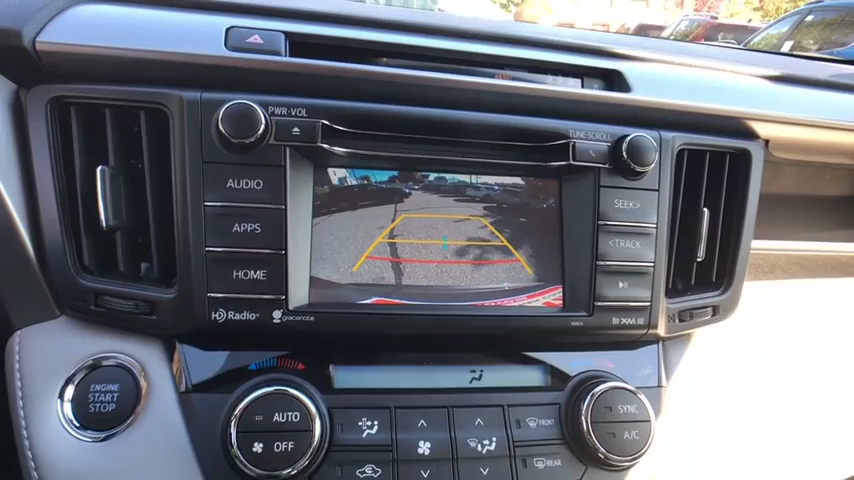 PWR·VOL
TUNE·SCROLL
AUDIO
APPS
HOME
SEEK>
<TRACK
HD Radio
gracenote
XM
ENGINE
START
STOP
AUTO
OFF
FRONT
REAR
SYNC
A/C